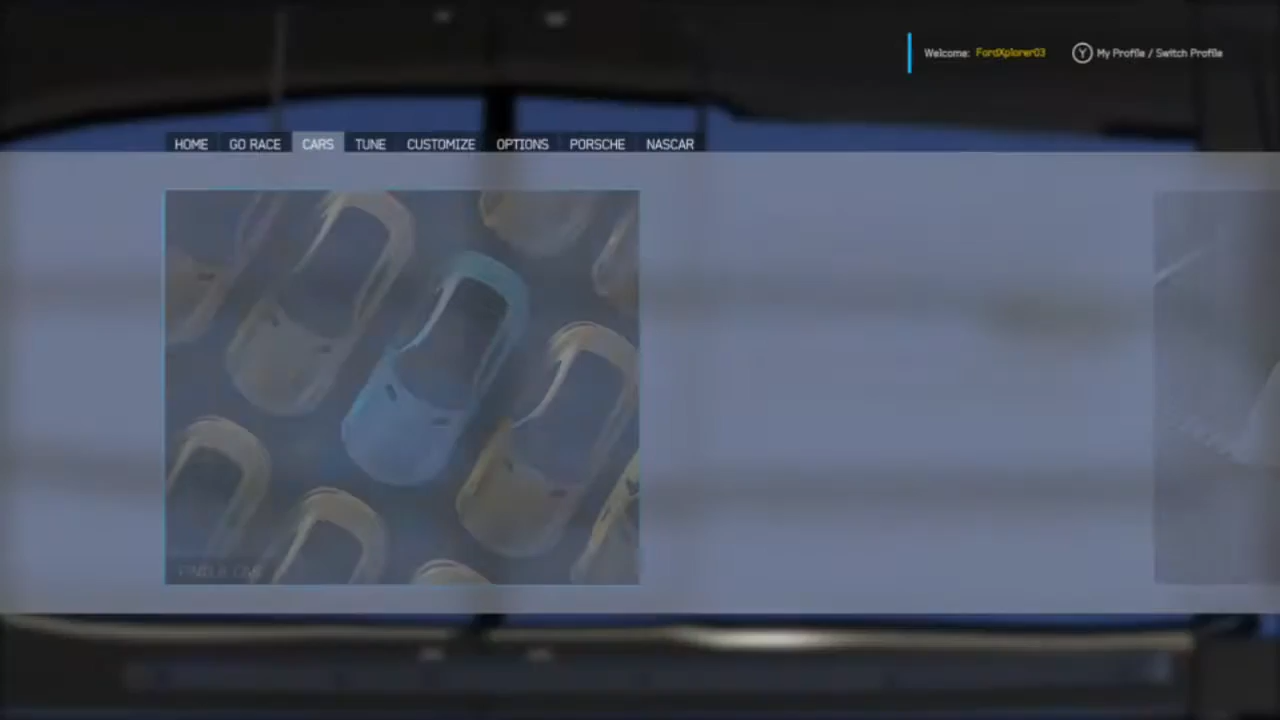 Welcome: FordXplorer03 Y My Profile / Switch Profile
HOME GO RACE CARS TUNE CUSTOMIZE OPTIONS PORSCHE NASCAR